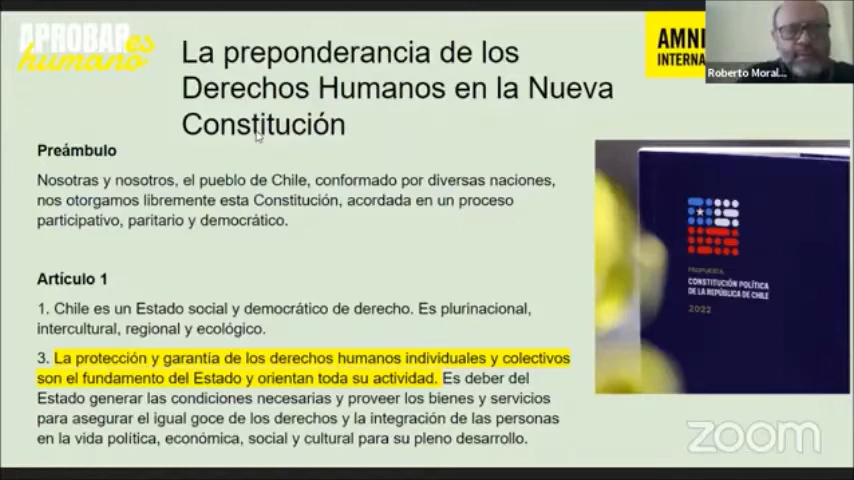 APROBAR es
humano
La preponderancia de los
Derechos Humanos en la Nueva
Constitución
AMNI
INTERNA
Roberto Moral...
Preámbulo
Nosotras y nosotros, el pueblo de Chile, conformado por diversas naciones,
nos otorgamos libremente esta Constitución, acordada en un proceso
participativo, paritario y democrático.
Artículo 1
1. Chile es un Estado social y democrático de derecho. Es plurinacional,
intercultural, regional y ecológico.
3. La protección y garantía de los derechos humanos individuales y colectivos
son el fundamento del Estado y orientan toda su actividad. Es deber del
Estado generar las condiciones necesarias y proveer los bienes y servicios
para asegurar el igual goce de los derechos y la integración de las personas
en la vida política, económica, social y cultural para su pleno desarrollo.
PROPUESTA
CONSTITUCIÓN POLÍTICA
DE LA REPÚBLICA DE CHILE
2022
zoom